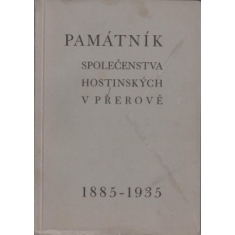 PAMÁTNÍK
SPOLEČENSTVA
HOSTINSKÝCH
V PŘEROVĚ
1885-1935